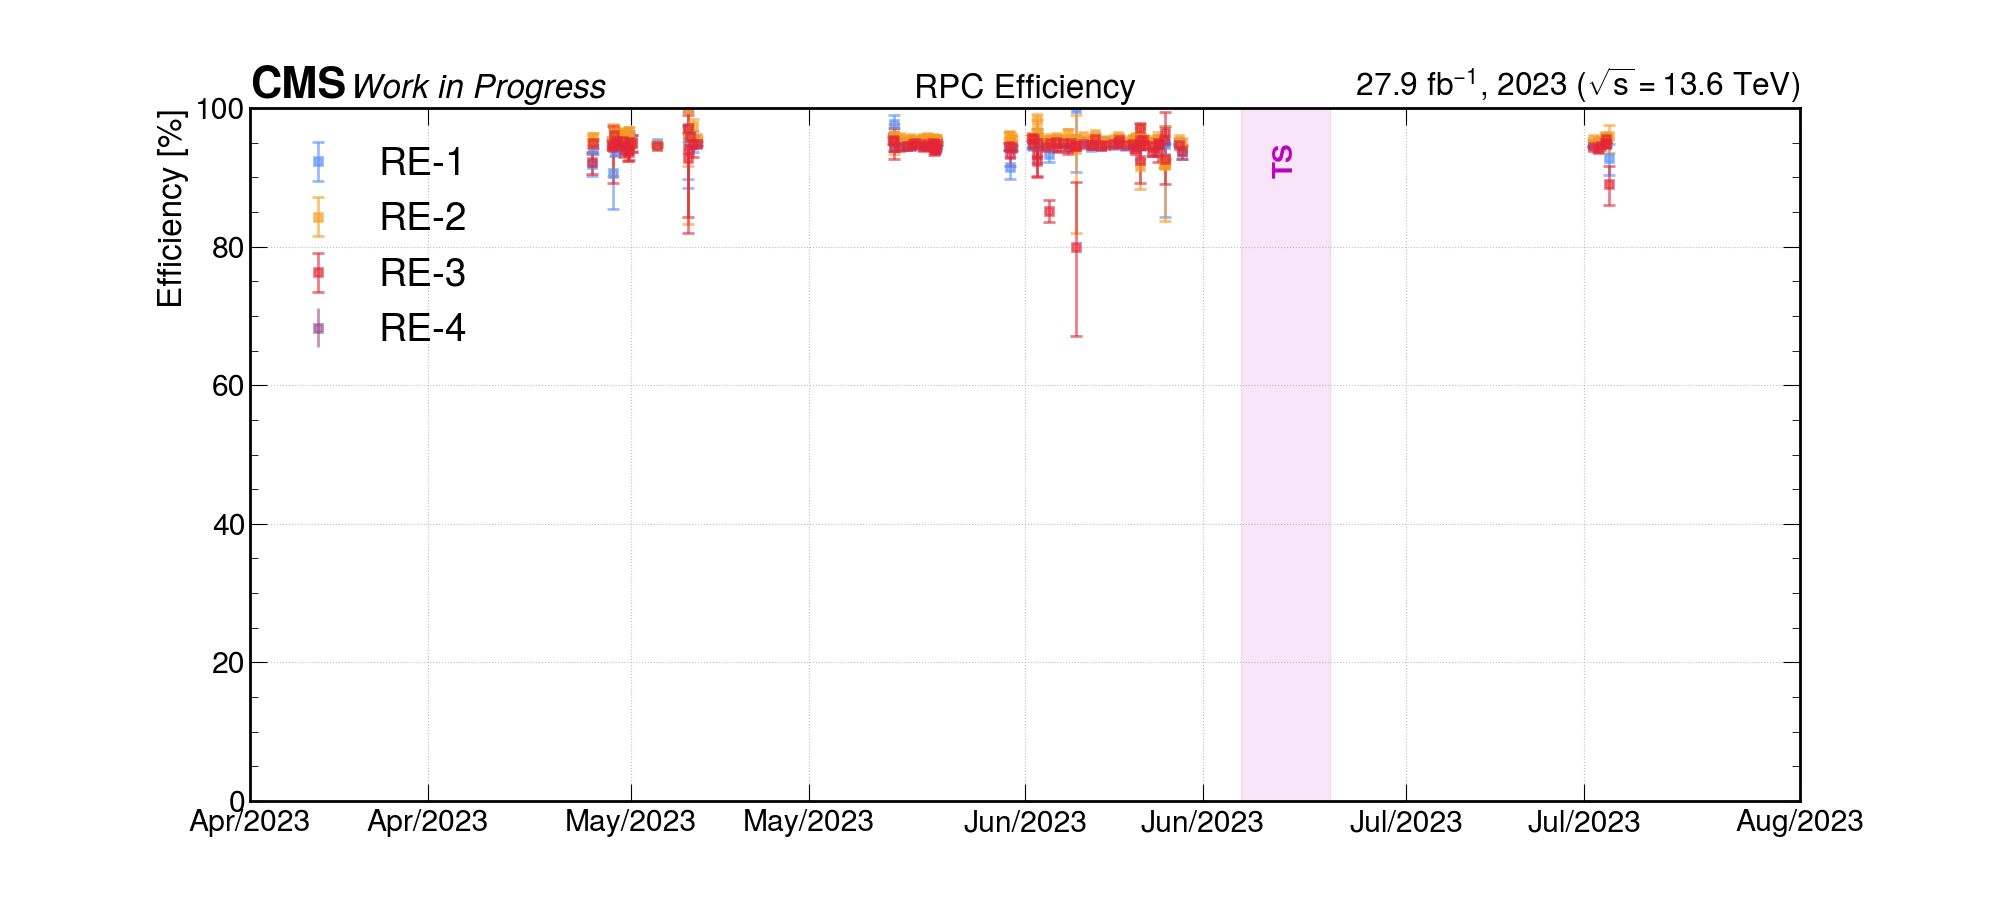 CMS Work in Progress RPC Efficiency 27.9 fb⁻¹, 2023 (√s = 13.6 TeV)
Efficiency [%]
100
80
60
40
20
0
RE-1
RE-2
RE-3
RE-4
TS
Apr/2023 Apr/2023 May/2023 May/2023 Jun/2023 Jun/2023 Jul/2023 Jul/2023 Aug/2023